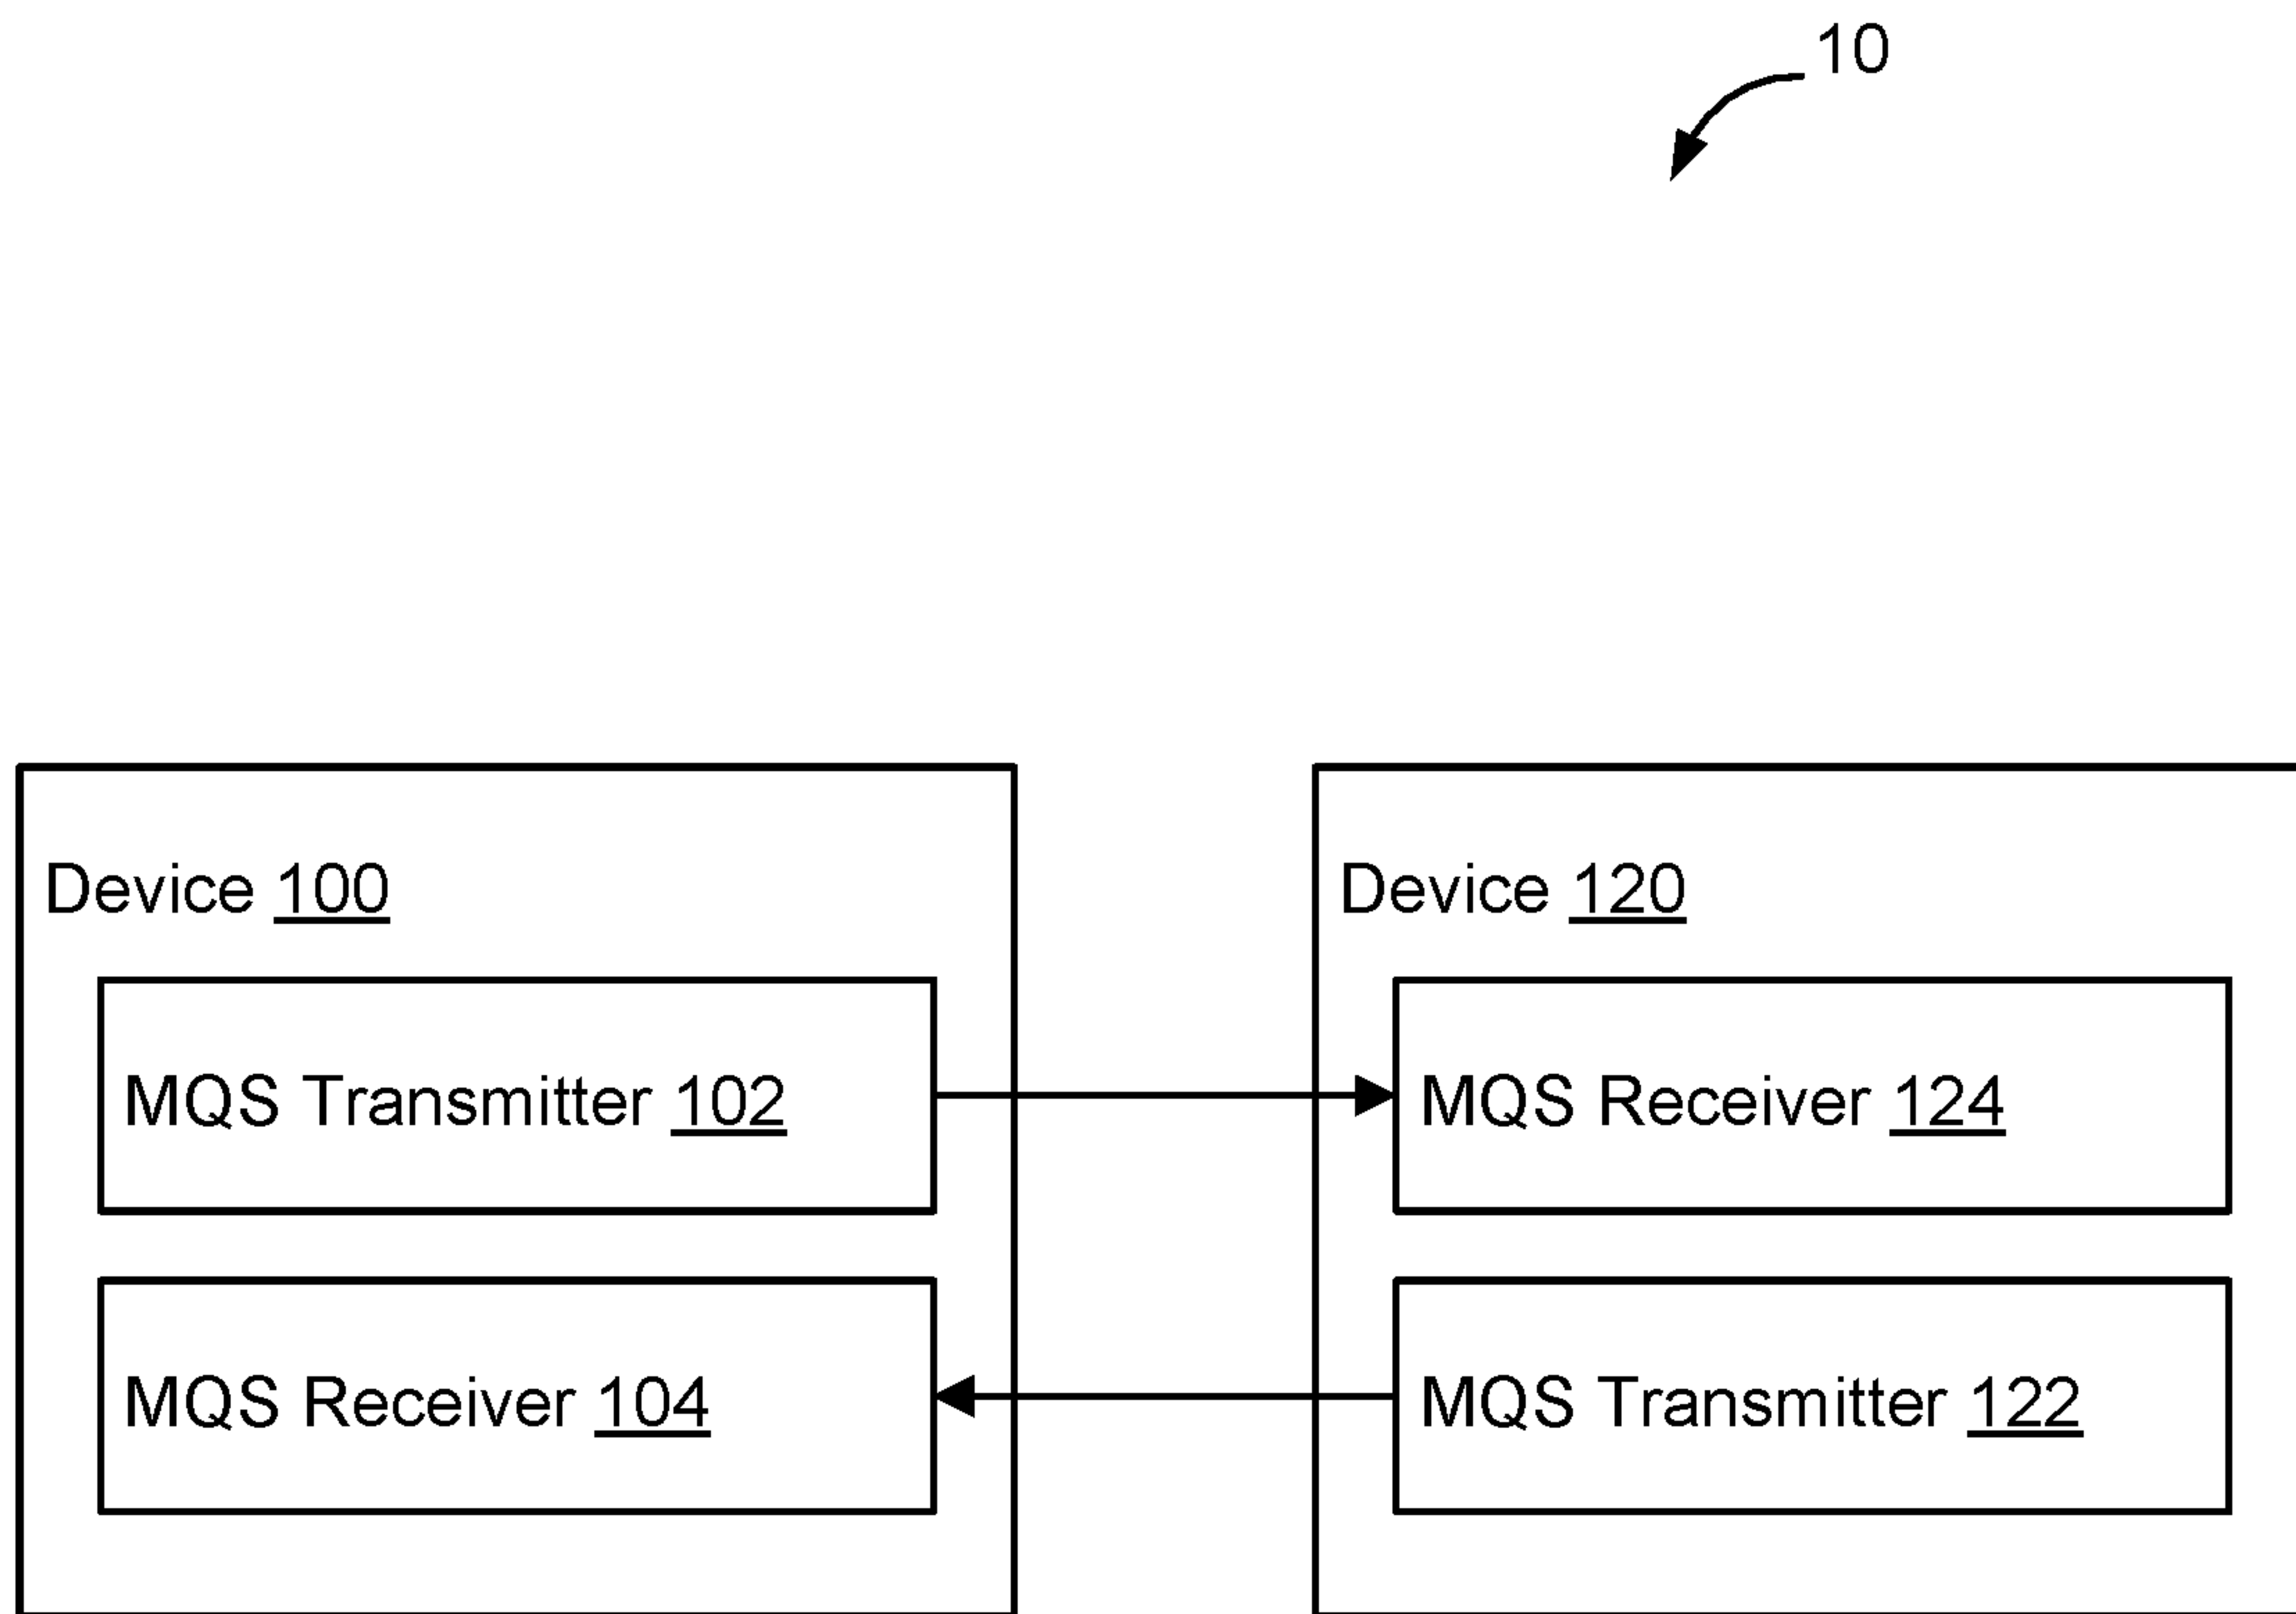 10
Device 100
MQS Transmitter 102
MQS Receiver 104
Device 120
MQS Receiver 124
MQS Transmitter 122